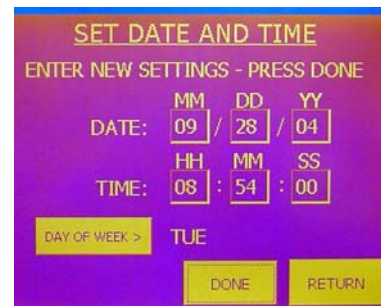 SET DATE AND TIME
ENTER NEW SETTINGS - PRESS DONE
MM DD YY
DATE: 09 / 28 / 04
HH MM SS
TIME: 08 : 54 : 00
DAY OF WEEK > TUE
DONE RETURN